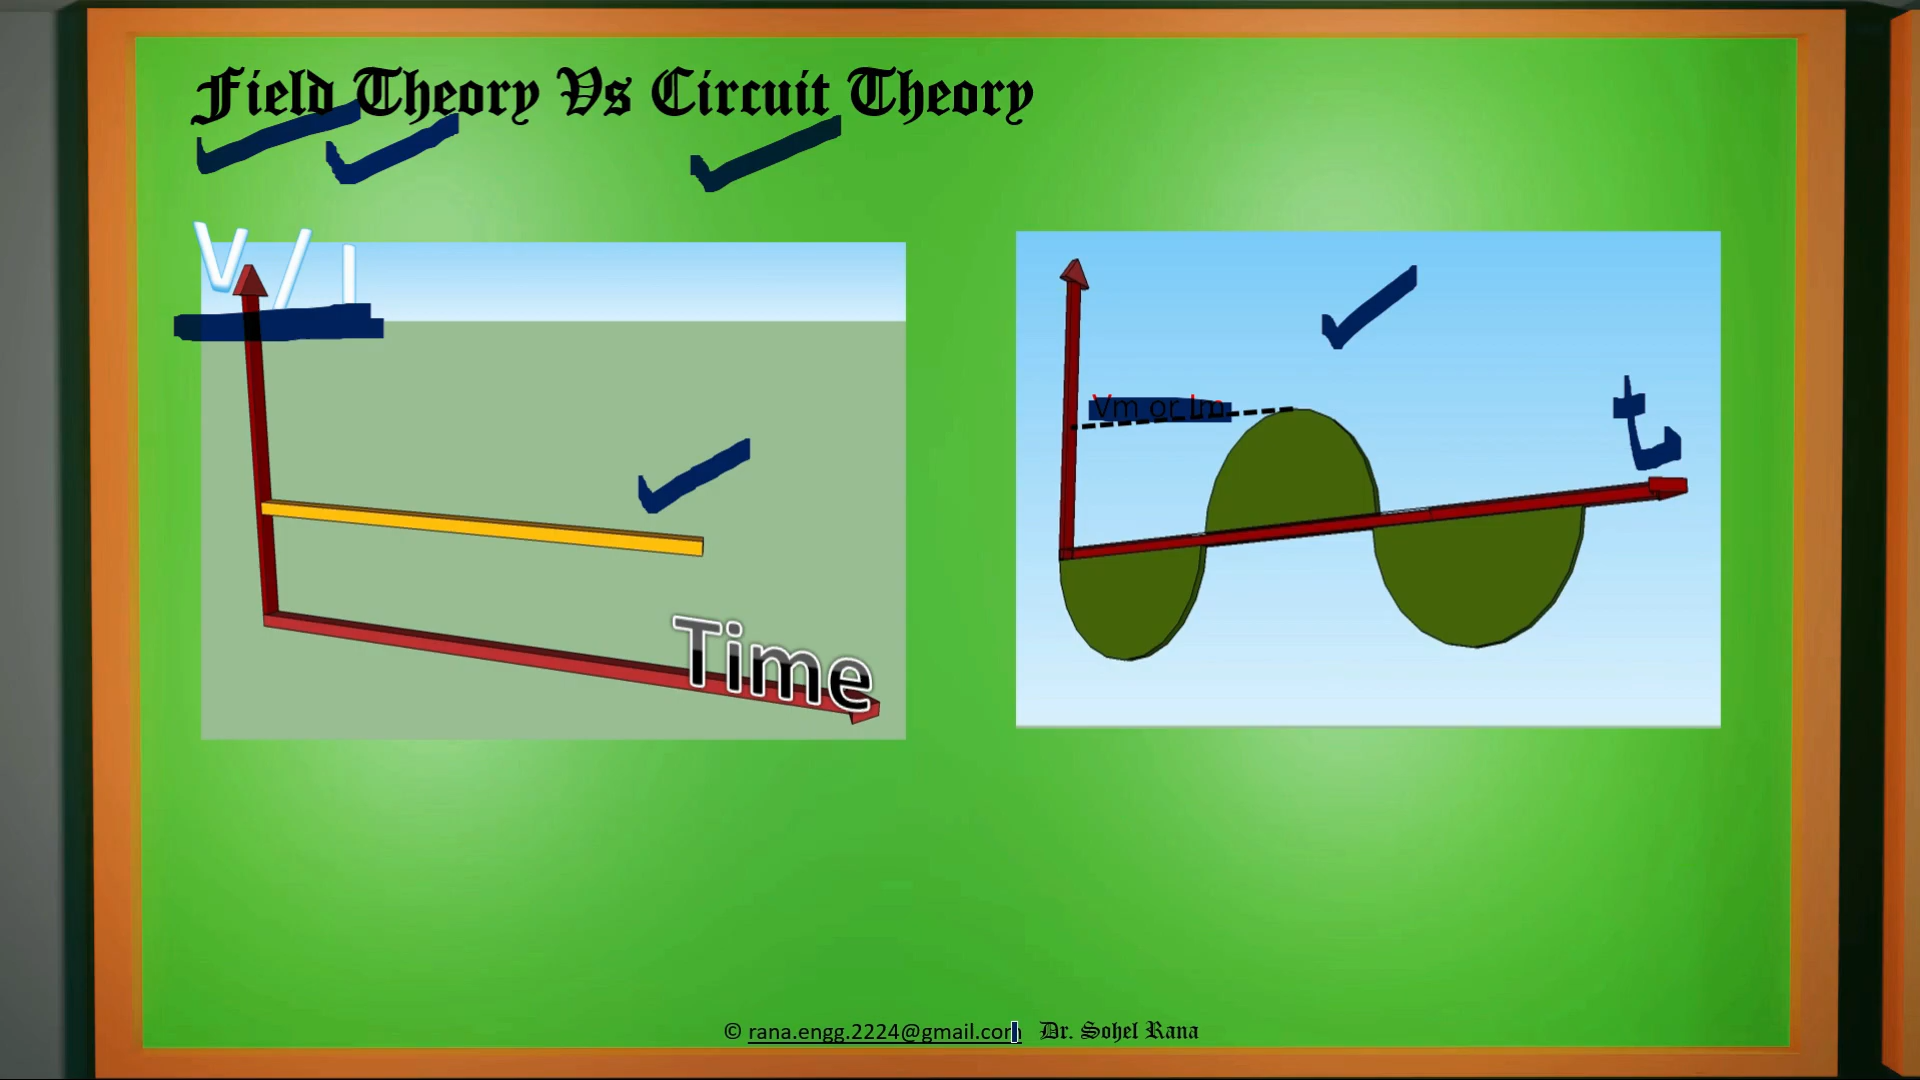 Field Theory Vs Circuit Theory
V/I
Vm or Im
t
Time
© rana.engg.2224@gmail.com Dr. Sohel Rana